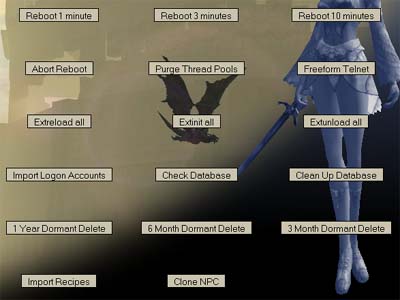 Reboot 1 minute
Reboot 3 minutes
Reboot 10 minutes
Abort Reboot
Purge Thread Pools
Freeform Telnet
Extreload all
Extinit all
Extunload all
Import Logon Accounts
Check Database
Clean Up Database
1 Year Dormant Delete
6 Month Dormant Delete
3 Month Dormant Delete
Import Recipes
Clone NPC